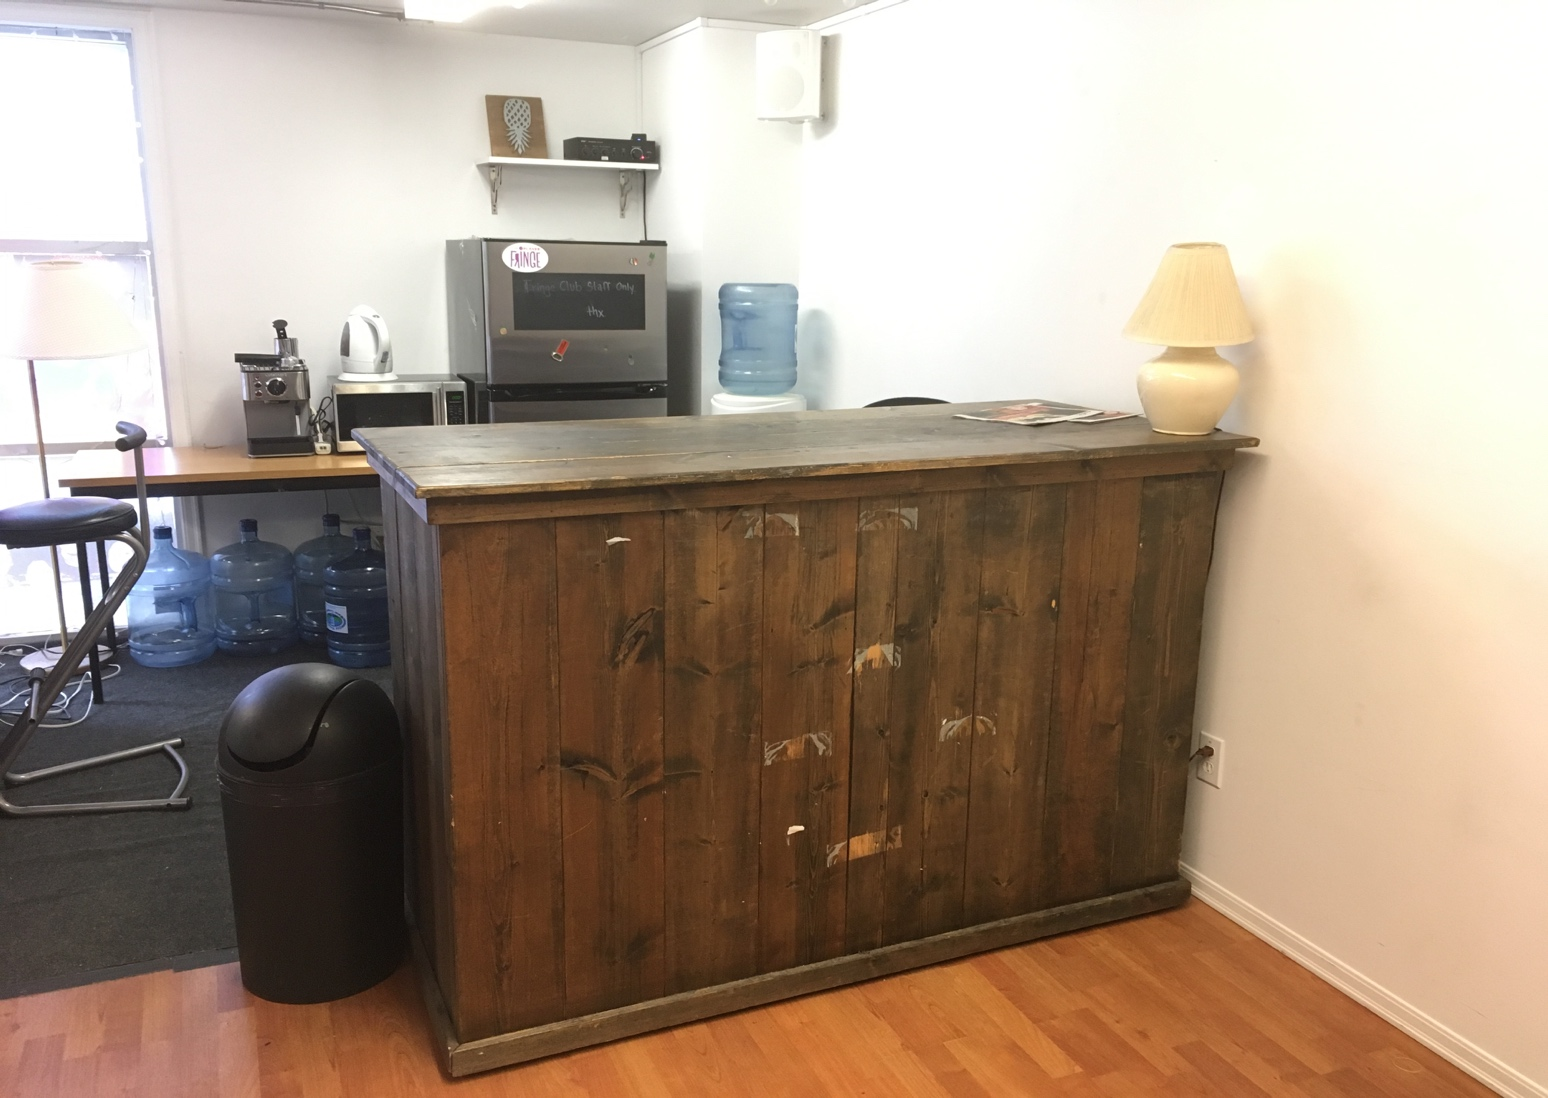 FRINGE
Fringe Club Staff Only
thx